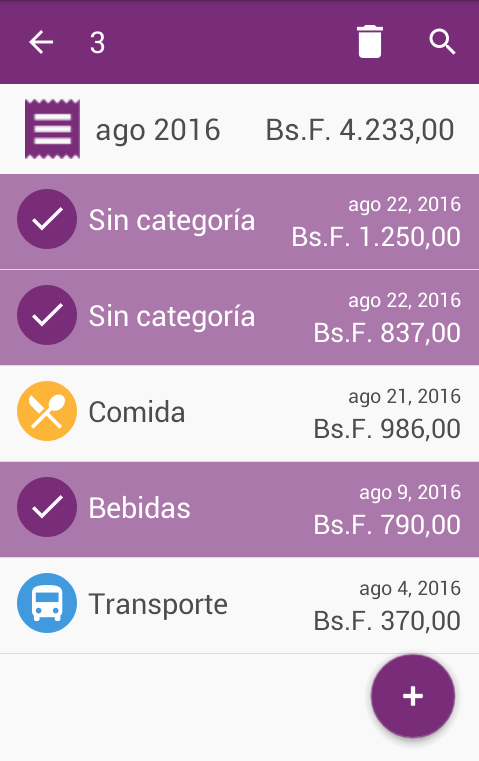 3
ago 2016 Bs.F. 4.233,00
ago 22, 2016
Sin categoría
Bs.F. 1.250,00
ago 22, 2016
Sin categoría
Bs.F. 837,00
ago 21, 2016
Comida
Bs.F. 986,00
ago 9, 2016
Bebidas
Bs.F. 790,00
ago 4, 2016
Transporte
Bs.F. 370,00